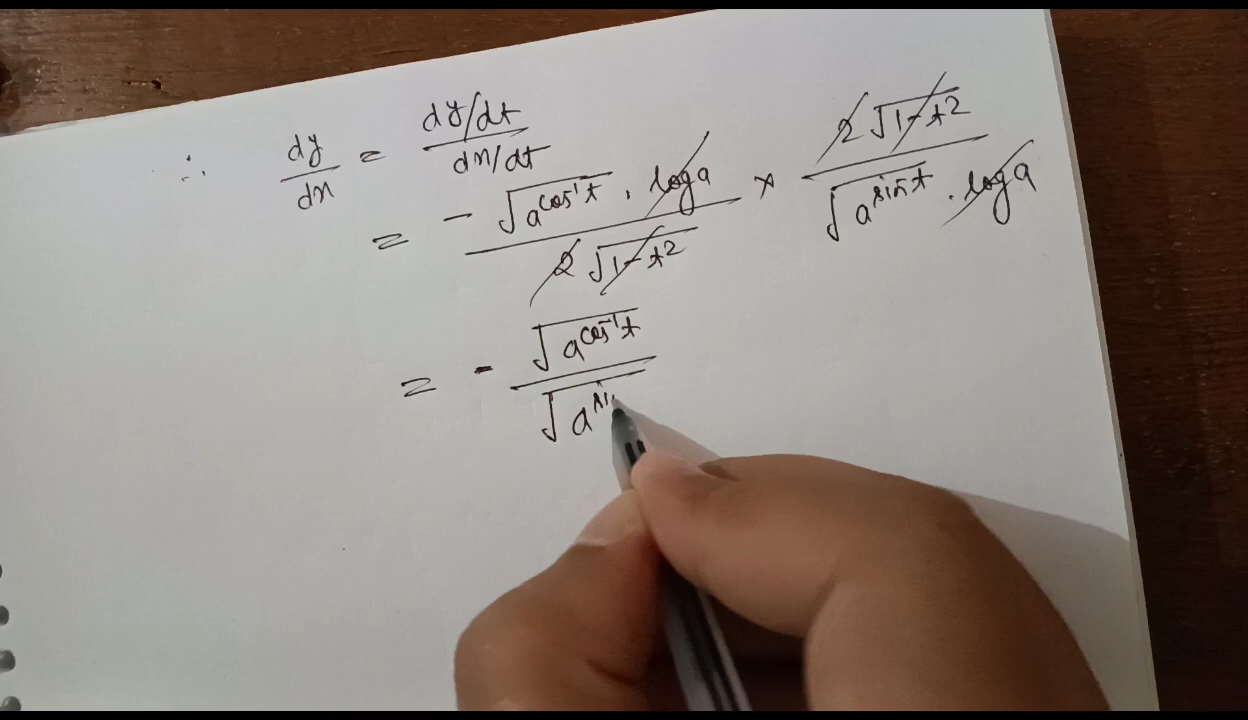 ∴ dy/dx = (dy/dt)/(dx/dt)
= (- √(a^(cos⁻¹t)) . log a)/(2 √(1-t²)) × (2 √(1-t²))/(√(a^(sin⁻¹t)) . log a)
= - √(a^(cos⁻¹t))/√(a^(si